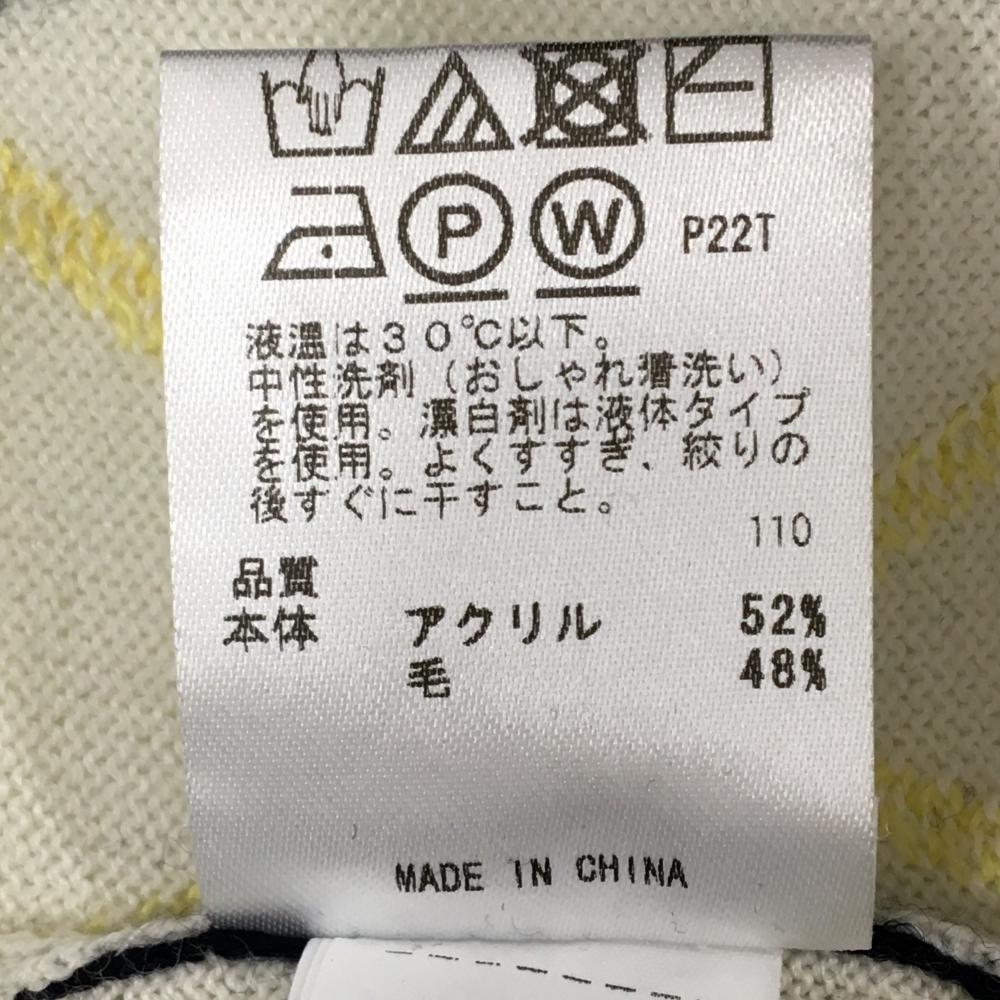 P
W
P22T
液温は30℃以下。
中性洗剤(おしゃれ着洗い)
を使用。漂白剤は液体タイプ
を使用。よくすすぎ、絞りの
後すぐに干すこと。
110
品質
本体 アクリル 52%
毛 48%
MADE IN CHINA